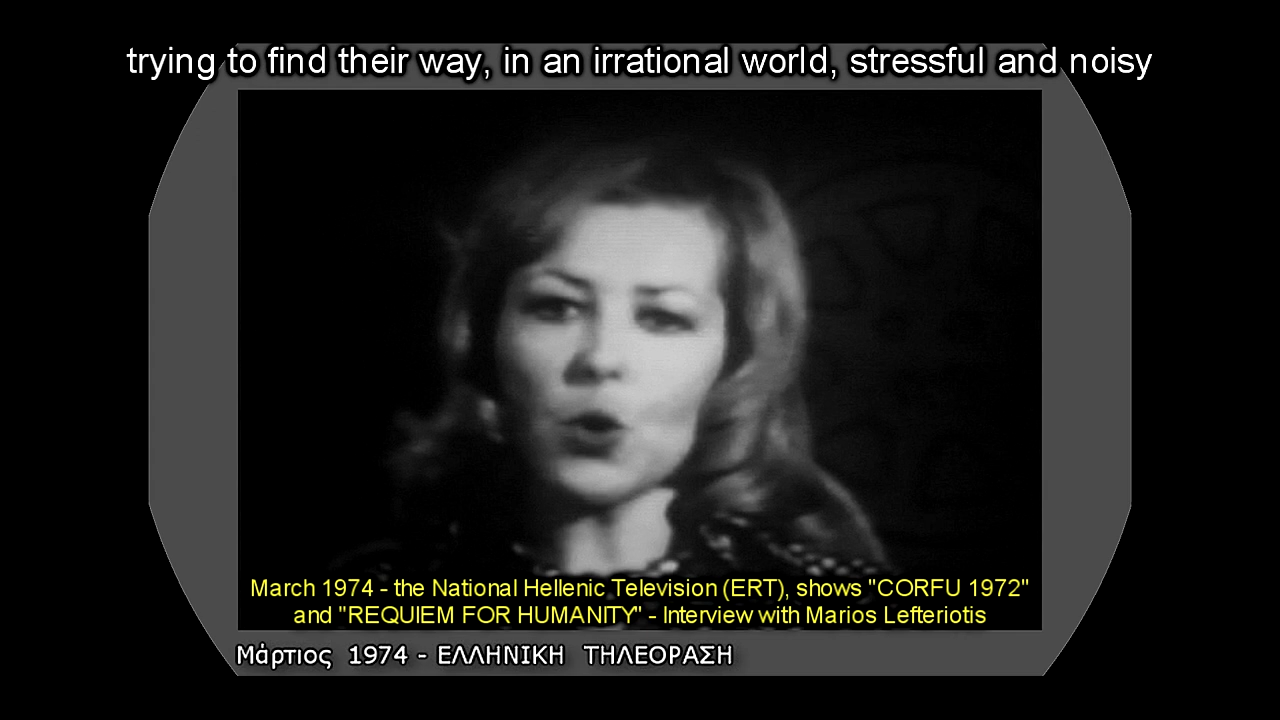 trying to find their way, in an irrational world, stressful and noisy
March 1974 - the National Hellenic Television (ERT), shows "CORFU 1972"
and "REQUIEM FOR HUMANITY" - Interview with Marios Lefteriotis
Μάρτιος 1974 - ΕΛΛΗΝΙΚΗ ΤΗΛΕΟΡΑΣΗ